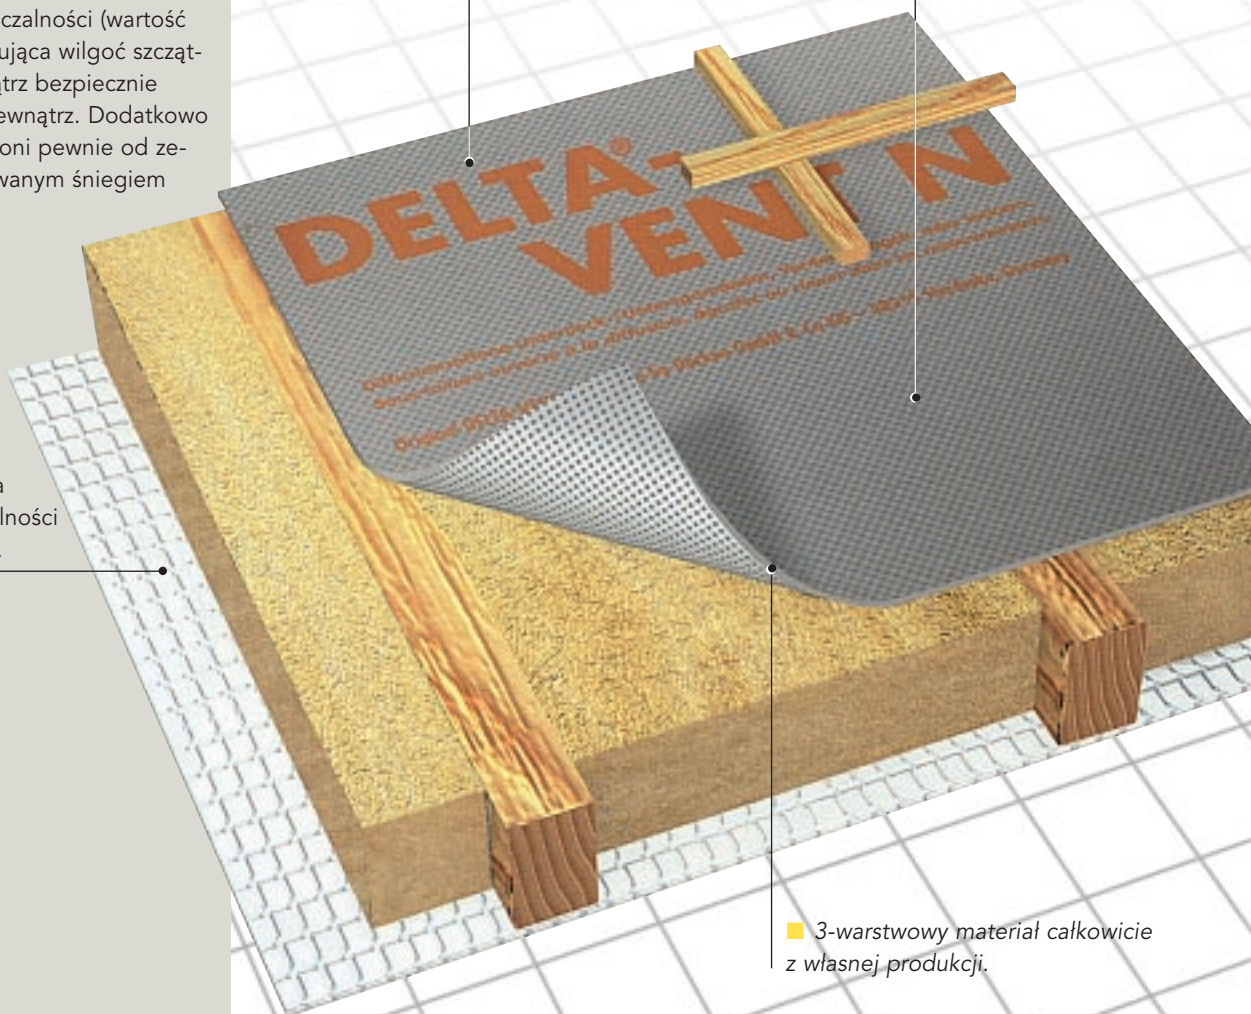 czalności (wartość
ująca wilgoć szcząt-
ątrz bezpiecznie
ewnątrz. Dodatkowo
oni pewnie od ze-
wanym śniegiem
DELTA®-
VENT N
a
lności
.
3-warstwowy materiał całkowicie
z własnej produkcji.